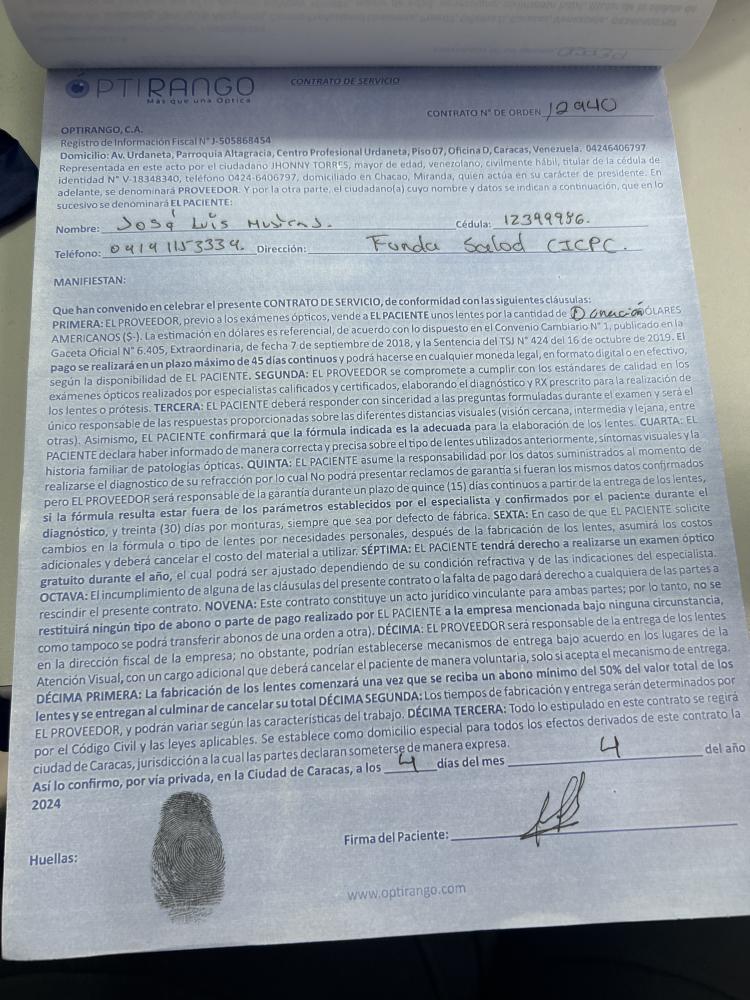 ÓPTIRANGO
Más que una Óptica
CONTRATO DE SERVICIO
CONTRATO N° DE ORDEN 12940
OPTIRANGO, C.A.
Registro de Información Fiscal N° J-505868454
Domicilio: Av. Urdaneta, Parroquia Altagracia, Centro Profesional Urdaneta, Piso 07, Oficina D, Caracas, Venezuela. 04246406797
Representada en este acto por el ciudadano JHONNY TORRES, mayor de edad, venezolano, civilmente hábil, titular de la cédula de
identidad N° V-18348340, teléfono 0424-6406797, domiciliado en Chacao, Miranda, quien actúa en su carácter de presidente. En
adelante, se denominará PROVEEDOR. Y por la otra parte, el ciudadano(a) cuyo nombre y datos se indican a continuación, que en lo
sucesivo se denominará EL PACIENTE:
Nombre: José Luis Cédula: 12399996.
Teléfono: 04141153339. Dirección: Funda Salod CICPC.
MANIFIESTAN:
Que han convenido en celebrar el presente CONTRATO DE SERVICIO, de conformidad con las siguientes cláusulas:
PRIMERA: EL PROVEEDOR, previo a los exámenes ópticos, vende a EL PACIENTE unos lentes por la cantidad de Donación ÓLARES
AMERICANOS ($-). La estimación en dólares es referencial, de acuerdo con lo dispuesto en el Convenio Cambiario N° 1, publicado en la
Gaceta Oficial N° 6.405, Extraordinaria, de fecha 7 de septiembre de 2018, y la Sentencia del TSJ N° 424 del 16 de octubre de 2019. El
pago se realizará en un plazo máximo de 45 días continuos y podrá hacerse en cualquier moneda legal, en formato digital o en efectivo,
según la disponibilidad de EL PACIENTE. SEGUNDA: EL PROVEEDOR se compromete a cumplir con los estándares de calidad en los
exámenes ópticos realizados por especialistas calificados y certificados, elaborando el diagnóstico y RX prescrito para la realización de
los lentes o prótesis. TERCERA: EL PACIENTE deberá responder con sinceridad a las preguntas formuladas durante el examen y será el
único responsable de las respuestas proporcionadas sobre las diferentes distancias visuales (visión cercana, intermedia y lejana, entre
otras). Asimismo, EL PACIENTE confirmará que la fórmula indicada es la adecuada para la elaboración de los lentes. CUARTA: EL
PACIENTE declara haber informado de manera correcta y precisa sobre el tipo de lentes utilizados anteriormente, síntomas visuales y la
historia familiar de patologías ópticas. QUINTA: EL PACIENTE asume la responsabilidad por los datos suministrados al momento de
realizarse el diagnostico de su refracción por lo cual No podrá presentar reclamos de garantía si fueran los mismos datos confirmados
pero EL PROVEEDOR será responsable de la garantía durante un plazo de quince (15) días continuos a partir de la entrega de los lentes,
si la fórmula resulta estar fuera de los parámetros establecidos por el especialista y confirmados por el paciente durante el
diagnóstico, y treinta (30) días por monturas, siempre que sea por defecto de fábrica. SEXTA: En caso de que EL PACIENTE solicite
cambios en la fórmula o tipo de lentes por necesidades personales, después de la fabricación de los lentes, asumirá los costos
adicionales y deberá cancelar el costo del material a utilizar. SÉPTIMA: EL PACIENTE tendrá derecho a realizarse un examen óptico
gratuito durante el año, el cual podrá ser ajustado dependiendo de su condición refractiva y de las indicaciones del especialista.
OCTAVA: El incumplimiento de alguna de las cláusulas del presente contrato o la falta de pago dará derecho a cualquiera de las partes a
rescindir el presente contrato. NOVENA: Este contrato constituye un acto jurídico vinculante para ambas partes; por lo tanto, no se
restituirá ningún tipo de abono o parte de pago realizado por EL PACIENTE a la empresa mencionada bajo ninguna circunstancia,
como tampoco se podrá transferir abonos de una orden a otra). DÉCIMA: EL PROVEEDOR será responsable de la entrega de los lentes
en la dirección fiscal de la empresa; no obstante, podrían establecerse mecanismos de entrega bajo acuerdo en los lugares de la
Atención Visual, con un cargo adicional que deberá cancelar el paciente de manera voluntaria, solo si acepta el mecanismo de entrega.
DÉCIMA PRIMERA: La fabricación de los lentes comenzará una vez que se reciba un abono mínimo del 50% del valor total de los
lentes y se entregan al culminar de cancelar su total DÉCIMA SEGUNDA: Los tiempos de fabricación y entrega serán determinados por
EL PROVEEDOR, y podrán variar según las características del trabajo. DÉCIMA TERCERA: Todo lo estipulado en este contrato se regirá
por el Código Civil y las leyes aplicables. Se establece como domicilio especial para todos los efectos derivados de este contrato la
ciudad de Caracas, jurisdicción a la cual las partes declaran someterse de manera expresa.
Así lo confirmo, por vía privada, en la Ciudad de Caracas, a los 4 días del mes 4 del año
2024
Huellas:
Firma del Paciente:
www.optirango.com